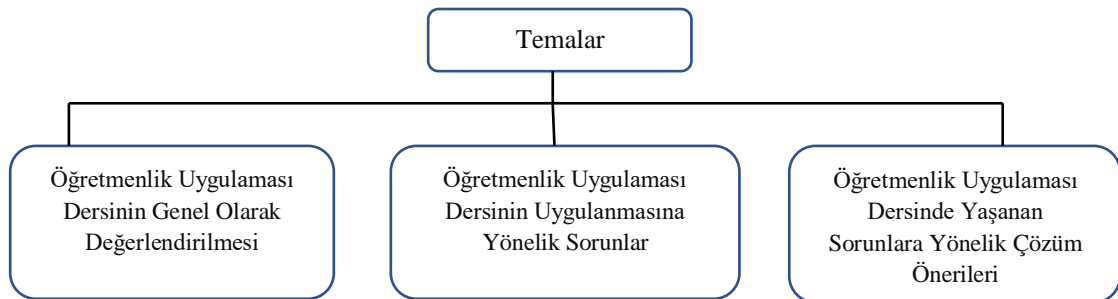 Temalar
Öğretmenlik Uygulaması
Dersinin Genel Olarak
Değerlendirilmesi
Öğretmenlik Uygulaması
Dersinin Uygulanmasına
Yönelik Sorunlar
Öğretmenlik Uygulaması
Dersinde Yaşanan
Sorunlara Yönelik Çözüm
Önerileri